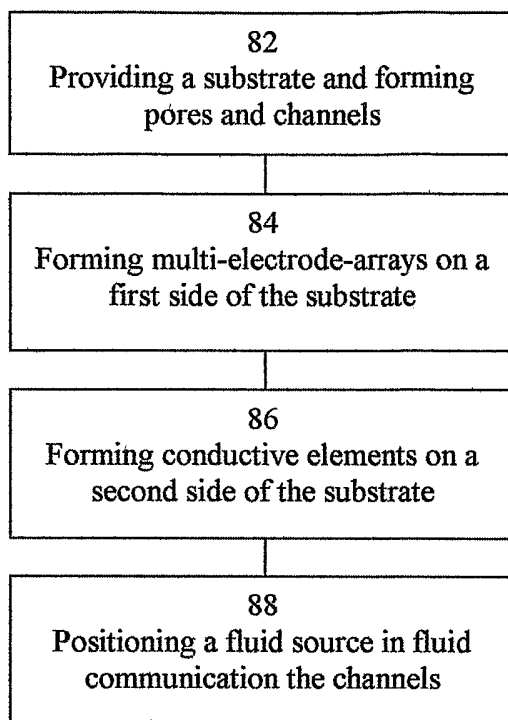 82
Providing a substrate and forming
pores and channels
84
Forming multi-electrode-arrays on a
first side of the substrate
86
Forming conductive elements on a
second side of the substrate
88
Positioning a fluid source in fluid
communication the channels